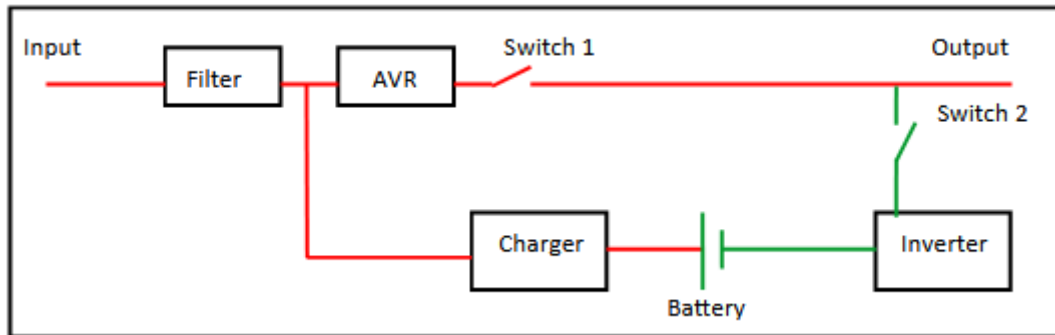 Input
Filter
AVR
Switch 1
Output
Switch 2
Charger
Battery
Inverter